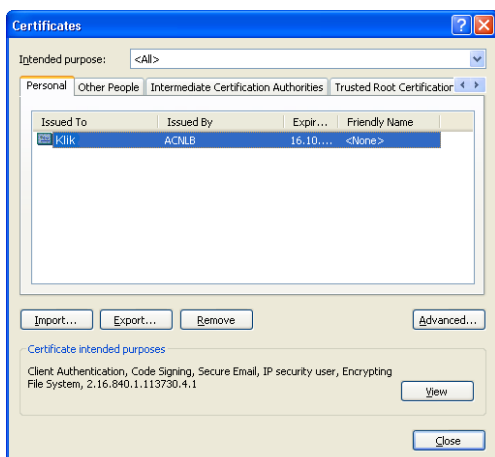 Certificates
Intended purpose: <All>
Personal Other People Intermediate Certification Authorities Trusted Root Certification
Issued To Issued By Expir... Friendly Name
Klik ACNLB 16.10.... <None>
Import... Export... Remove Advanced...
Certificate intended purposes
Client Authentication, Code Signing, Secure Email, IP security user, Encrypting
File System, 2.16.840.1.113730.4.1
View
Close